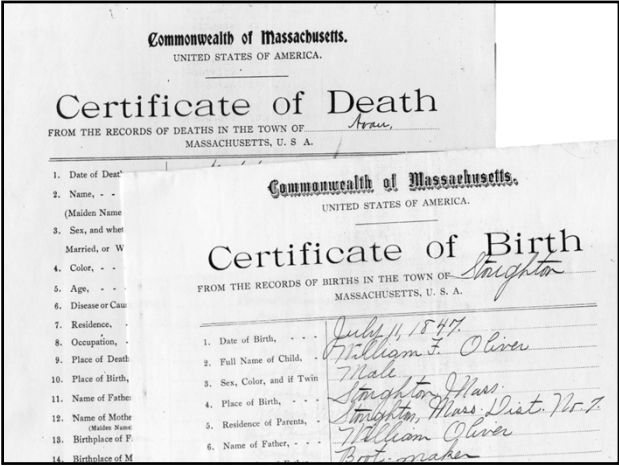 Commonwealth of Massachusetts.
UNITED STATES OF AMERICA.
Certificate of Death
FROM THE RECORDS OF DEATHS IN THE TOWN OF Avon,
MASSACHUSETTS, U. S A.
1. Date of Deat
2. Name, - -
(Maiden Name
3. Sex, and whet
Married, or W
4. Color, - -
5. Age, - -
6. Disease or Cau
7. Residence, -
8. Occupation, -
9. Place of Death
10. Place of Birth,
11. Name of Father
12. Name of Mothe
(Maiden Name
13. Birthplace of F
14. Birthplace of M
Commonwealth of Massachusetts.
UNITED STATES OF AMERICA.
Certificate of Birth
FROM THE RECORDS OF BIRTHS IN THE TOWN OF Stoughton
MASSACHUSETTS, U. S. A.
1. Date of Birth, - - July 11, 1847.
2. Full Name of Child, - William F. Oliver
3. Sex, Color, and if Twin Male
4. Place of Birth, - - Stoughton, Mass.
5. Residence of Parents, - Stoughton, Mass. Dist. No. 7.
6. Name of Father, - - William Oliver
Boot-maker